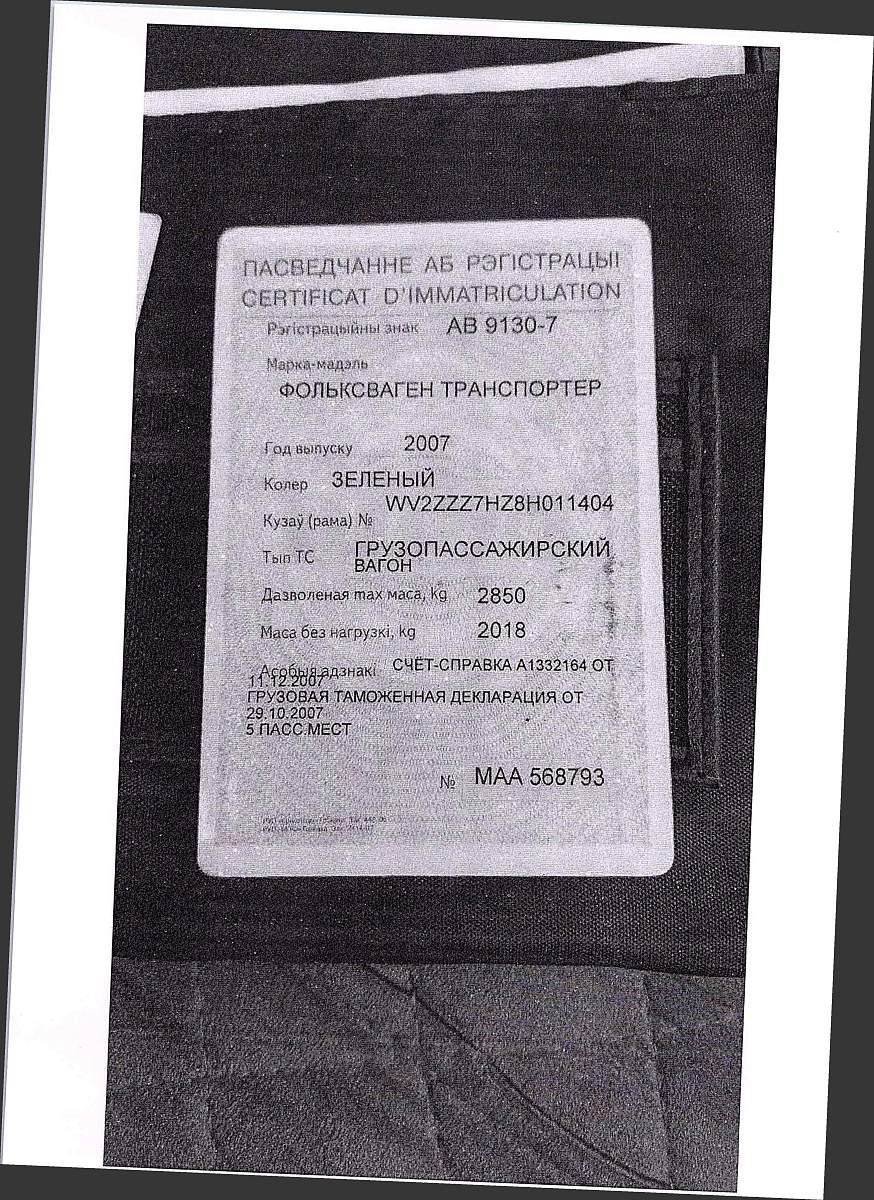 ПАСВЕДЧАННЕ АБ РЭГІСТРАЦЫІ
CERTIFICAT D'IMMATRICULATION
Рэгістрацыйны знак АВ 9130-7
Марка-мадэль
ФОЛЬКСВАГЕН ТРАНСПОРТЕР
Год выпуску 2007
Колер ЗЕЛЕНЫЙ
WV2ZZZ7HZ8H011404
Кузаў (рама) №
Тып ТС ГРУЗОПАССАЖИРСКИЙ
ВАГОН
Дазволеная max маса, kg 2850
Маса без нагрузкі, kg 2018
Асобыя адзнакі СЧЁТ-СПРАВКА А1332164 ОТ
11.12.2007
ГРУЗОВАЯ ТАМОЖЕННАЯ ДЕКЛАРАЦИЯ ОТ
29.10.2007
5 ПАСС.МЕСТ
№ МАА 568793